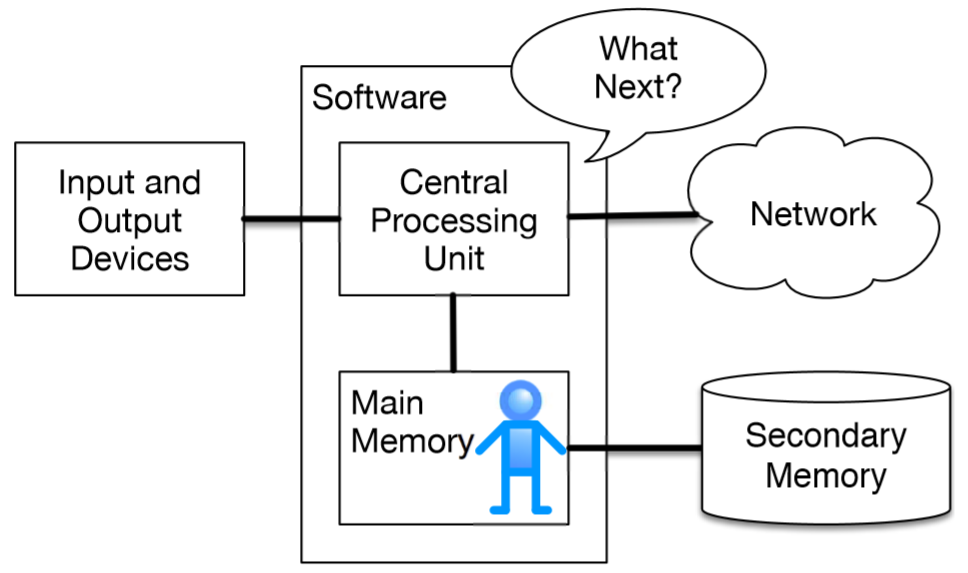 What
Next?
Software
Input and
Output
Devices
Central
Processing
Unit
Network
Main
Memory
Secondary
Memory